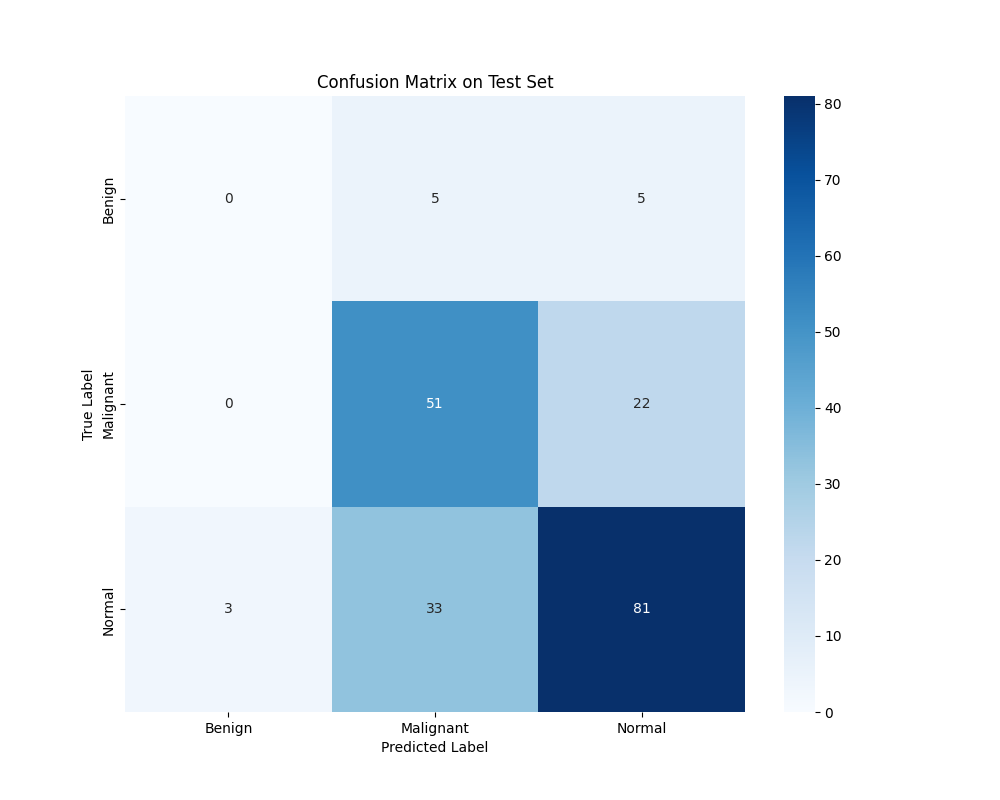 Confusion Matrix on Test Set
True Label
Benign
0
5
5
Malignant
0
51
22
Normal
3
33
81
Benign
Malignant
Normal
Predicted Label
80
70
60
50
40
30
20
10
0